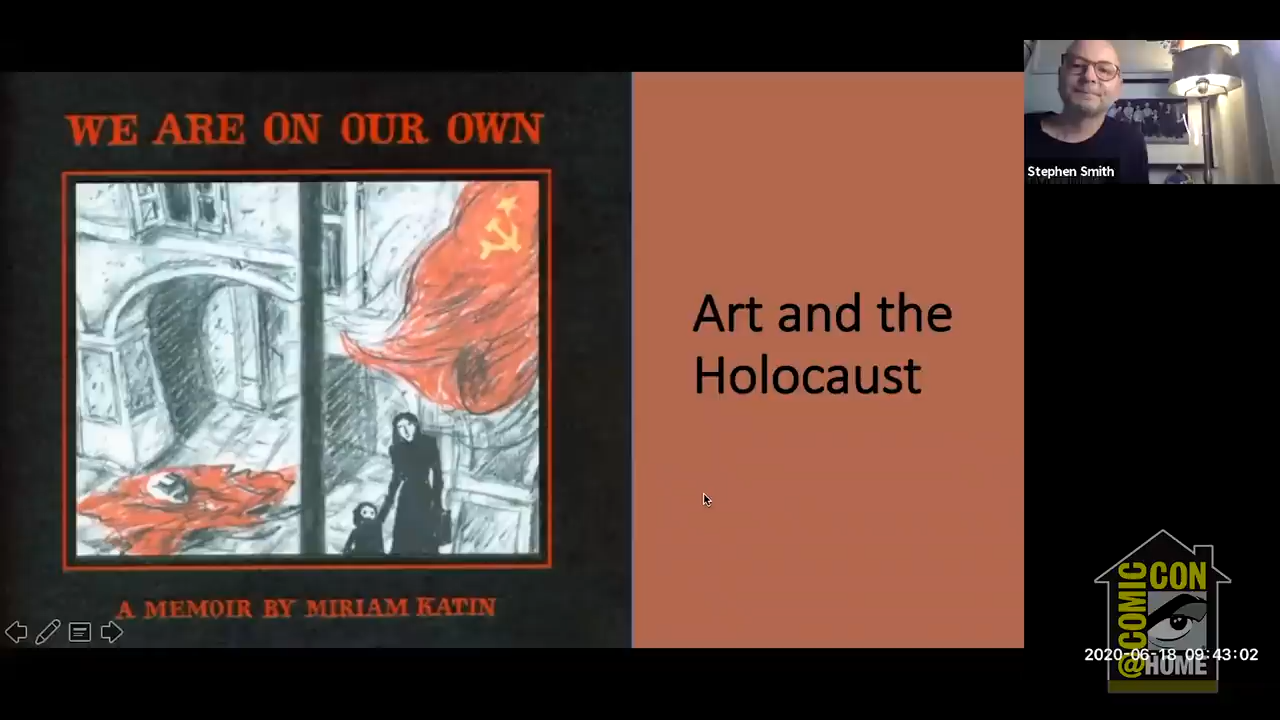 WE ARE ON OUR OWN
A MEMOIR BY MIRIAM KATIN
Art and the
Holocaust
Stephen Smith
@COMIC
CON
HOME
2020-06-18 09:43:02